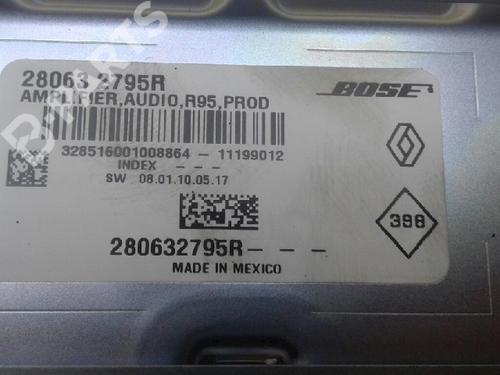 28063 2795R
BOSE
AMPLIFIER,AUDIO,R95,PROD
328516001008864 - 11199012
INDEX - - -
SW 08.01.10.05.17
398
280632795R- - -
MADE IN MEXICO
B-PARTS